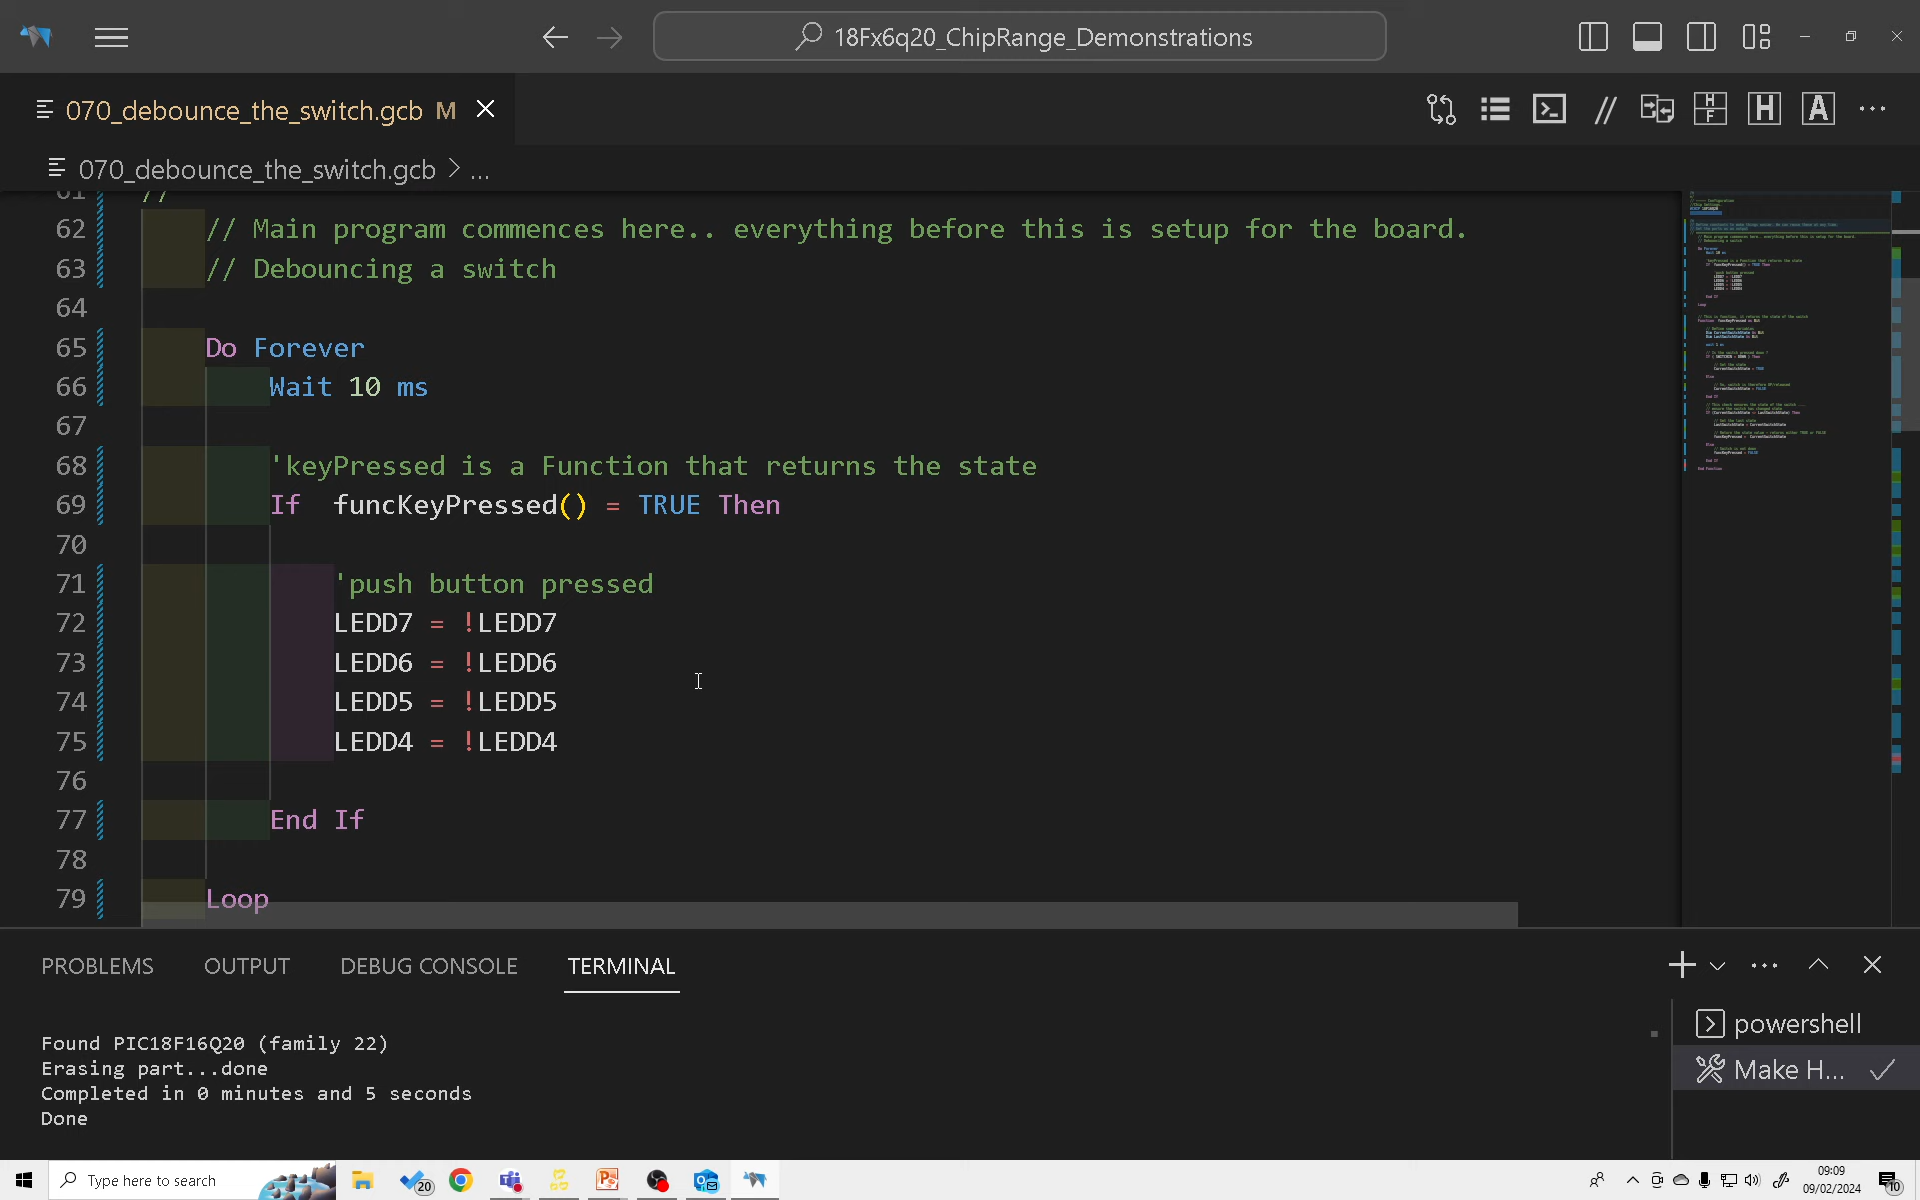 18Fx6q20_ChipRange_Demonstrations
070_debounce_the_switch.gcb M
070_debounce_the_switch.gcb > ...
61 //
62 // Main program commences here.. everything before this is setup for the board.
63 // Debouncing a switch
64
65 Do Forever
66 Wait 10 ms
67
68 'keyPressed is a Function that returns the state
69 If funcKeyPressed() = TRUE Then
70
71 'push button pressed
72 LEDD7 = !LEDD7
73 LEDD6 = !LEDD6
74 LEDD5 = !LEDD5
75 LEDD4 = !LEDD4
76
77 End If
78
79 Loop
PROBLEMS OUTPUT DEBUG CONSOLE TERMINAL
Found PIC18F16Q20 (family 22)
Erasing part...done
Completed in 0 minutes and 5 seconds
Done
powershell
Make H...
Type here to search
20
09:09
09/02/2024
10